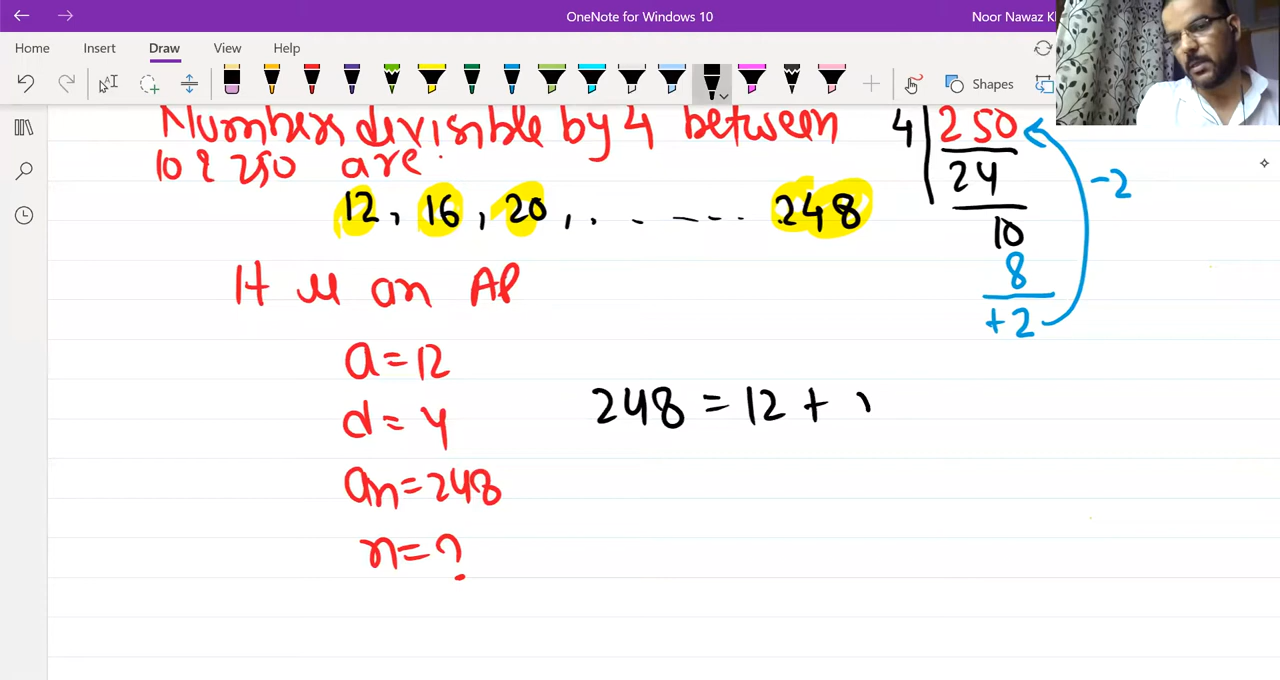 OneNote for Windows 10
Noor Nawaz Kh
Home Insert Draw View Help
Shapes
Numbers divisible by 4 between
10 & 250 are
12, 16, 20, . . - - - . . 248
It is an AP
a = 12
d = 4
an = 248
n = ?
248 = 12 +
4 250
24
10
8
+2
-2